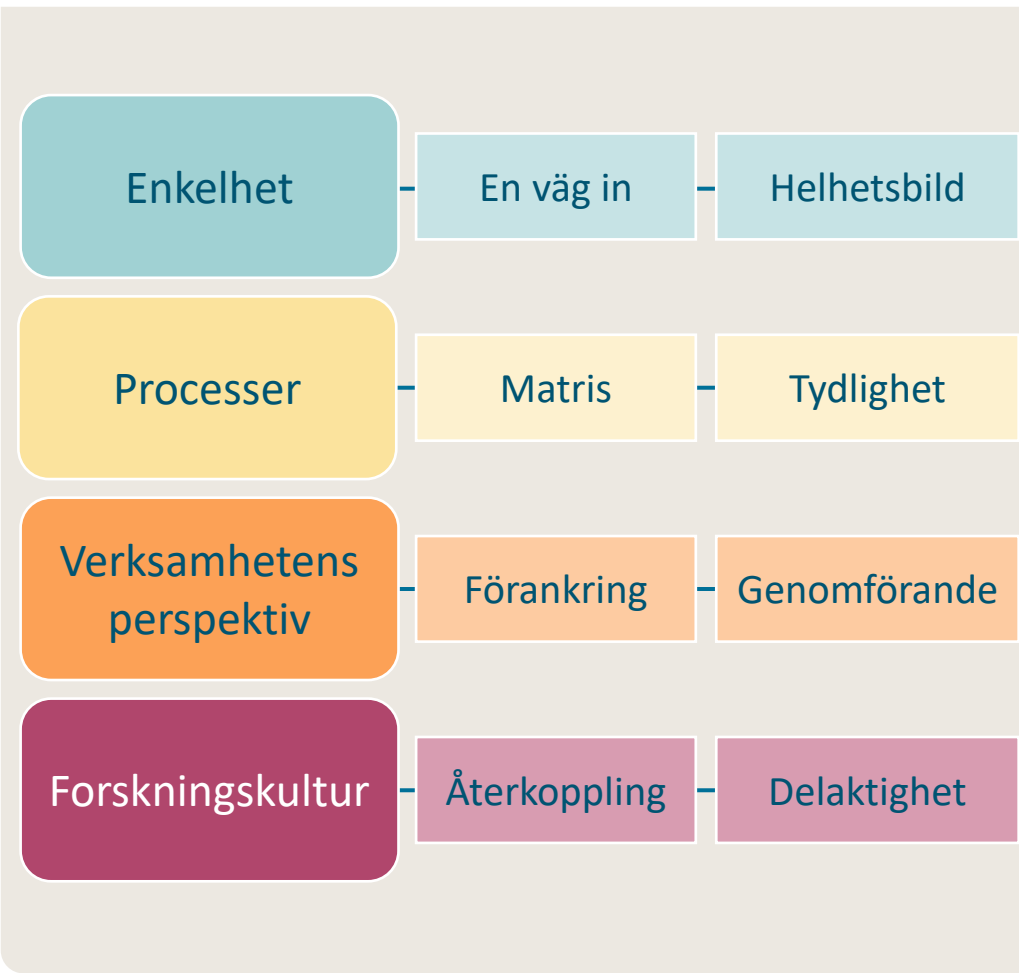 Enkelhet
En väg in
Helhetsbild
Processer
Matris
Tydlighet
Verksamhetens
perspektiv
Förankring
Genomförande
Forskningskultur
Återkoppling
Delaktighet